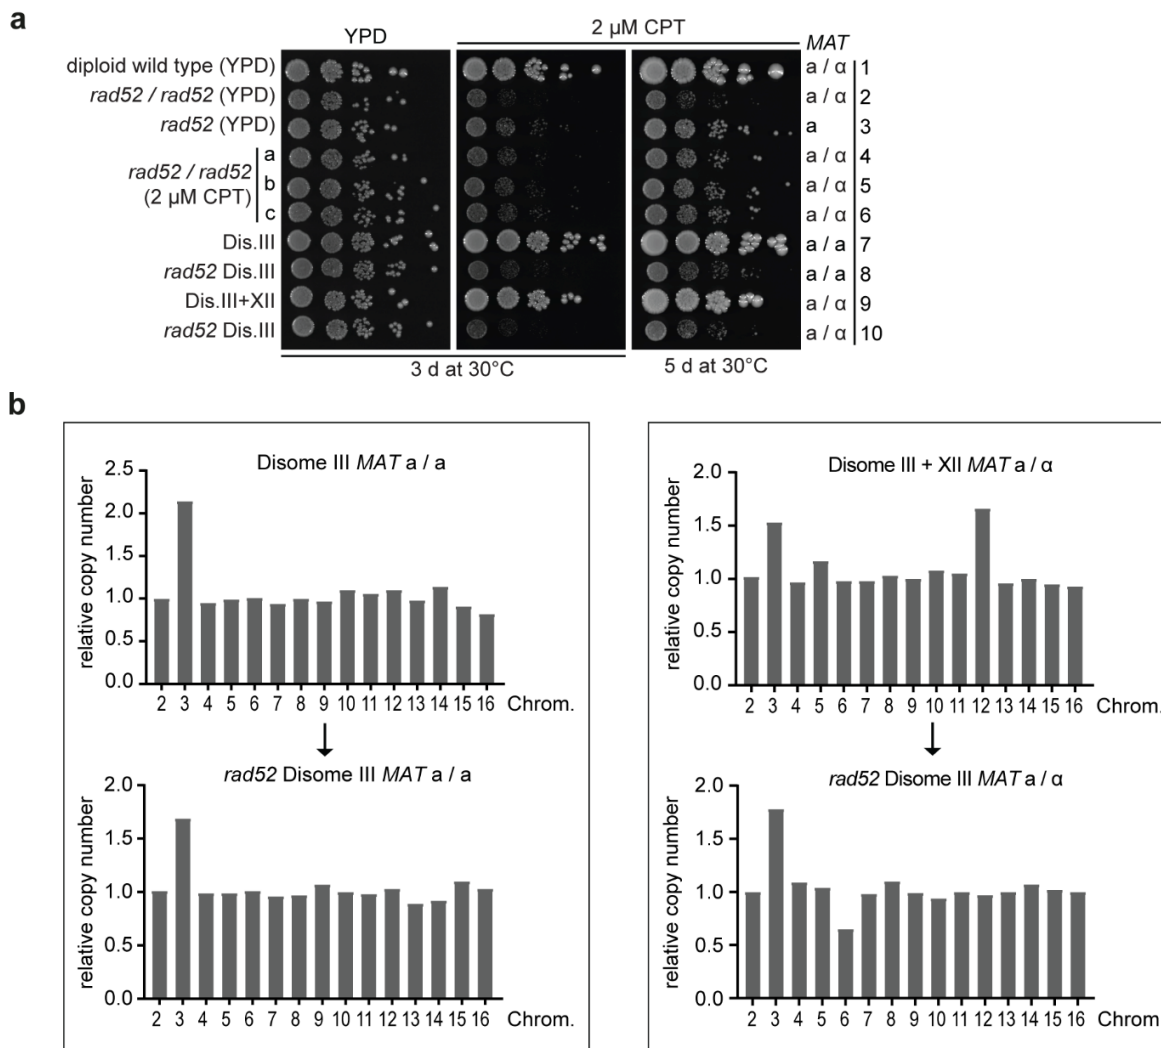 a
YPD
2 µM CPT
MAT
diploid wild type (YPD)
a / α 1
rad52 / rad52 (YPD)
a / α 2
rad52 (YPD)
a 3
rad52 / rad52
(2 µM CPT)
a
a / α 4
b
a / α 5
c
a / α 6
Dis.III
a / a 7
rad52 Dis.III
a / a 8
Dis.III+XII
a / α 9
rad52 Dis.III
a / α 10
3 d at 30°C
5 d at 30°C
b
Disome III MAT a / a
relative copy number
2.5
2.0
1.5
1.0
0.5
0.0
2 3 4 5 6 7 8 9 10 11 12 13 14 15 16 Chrom.
rad52 Disome III MAT a / a
relative copy number
2.0
1.5
1.0
0.5
0.0
2 3 4 5 6 7 8 9 10 11 12 13 14 15 16 Chrom.
Disome III + XII MAT a / α
relative copy number
2.0
1.5
1.0
0.5
0.0
2 3 4 5 6 7 8 9 10 11 12 13 14 15 16 Chrom.
rad52 Disome III MAT a / α
relative copy number
2.0
1.5
1.0
0.5
0.0
2 3 4 5 6 7 8 9 10 11 12 13 14 15 16 Chrom